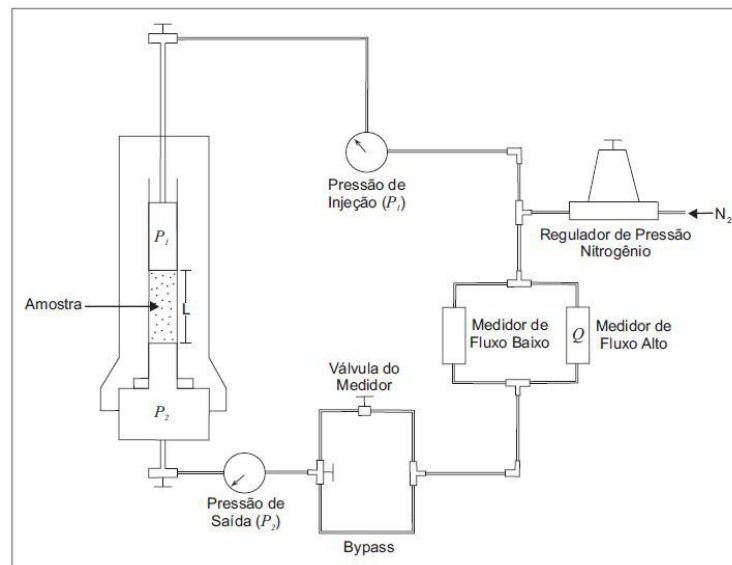 Pressão de
Injeção (P₁)
N₂
Regulador de Pressão
Nitrogênio
P₁
Amostra
L
Medidor de
Fluxo Baixo
Q
Medidor de
Fluxo Alto
Válvula do
Medidor
P₂
Pressão de
Saída (P₂)
Bypass